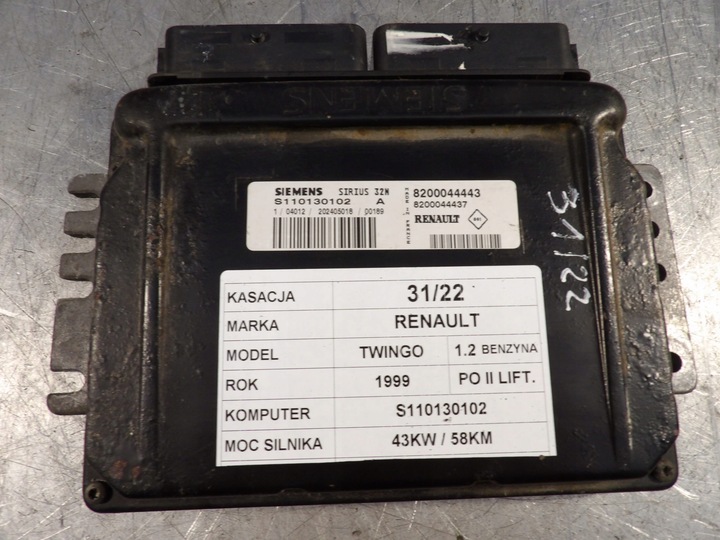 SIEMENS
SIEMENS SIRIUS 32N
S110130102 A
1 / 04012 / 202405018 / 00189
8200044443
8200044437
RENAULT
31/22
KASACJA 31/22
MARKA RENAULT
MODEL TWINGO 1.2 BENZYNA
ROK 1999 PO II LIFT.
KOMPUTER S110130102
MOC SILNIKA 43KW / 58KM